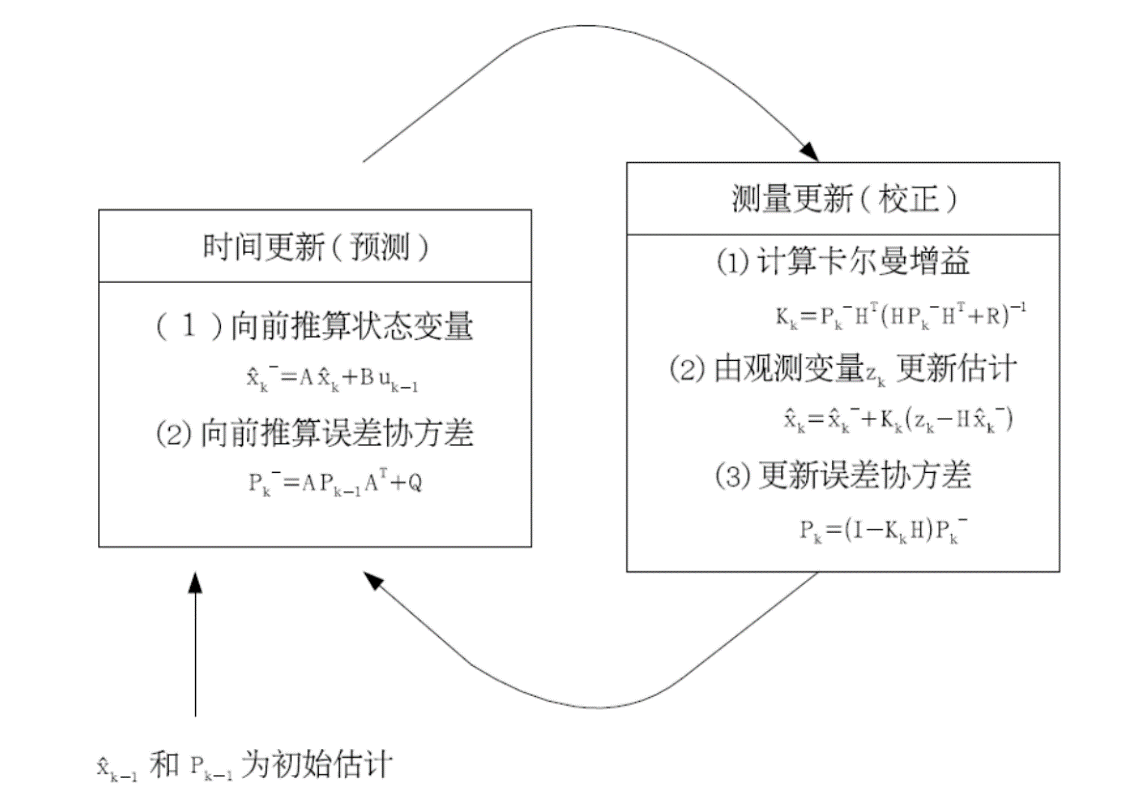 时间更新(预测)
(1)向前推算状态变量
x̂ₖ⁻=Ax̂ₖ+Buₖ₋₁
(2)向前推算误差协方差
Pₖ⁻=APₖ₋₁Aᵀ+Q
测量更新(校正)
(1)计算卡尔曼增益
Kₖ=Pₖ⁻Hᵀ(HPₖ⁻Hᵀ+R)⁻¹
(2)由观测变量zₖ 更新估计
x̂ₖ=x̂ₖ⁻+Kₖ(zₖ−Hx̂ₖ⁻)
(3)更新误差协方差
Pₖ=(I−KₖH)Pₖ⁻
x̂ₖ₋₁ 和 Pₖ₋₁ 为初始估计